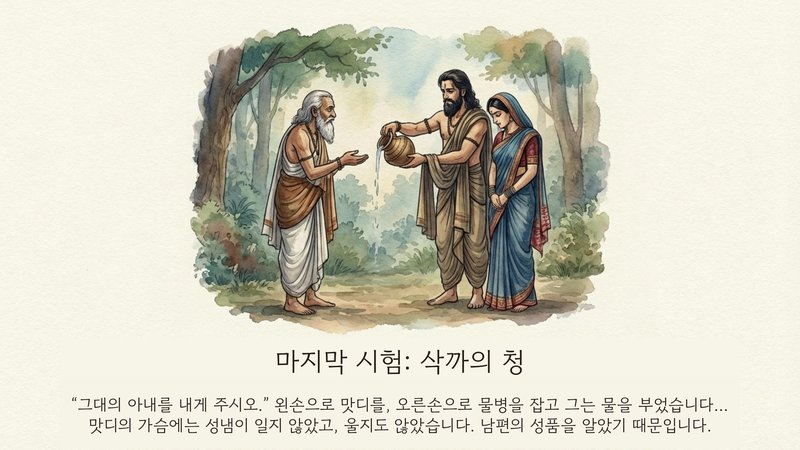 마지막 시험: 삭까의 청
“그대의 아내를 내게 주시오.” 왼손으로 맛디를, 오른손으로 물병을 잡고 그는 물을 부었습니다...
맛디의 가슴에는 성냄이 일지 않았고, 울지도 않았습니다. 남편의 성품을 알았기 때문입니다.